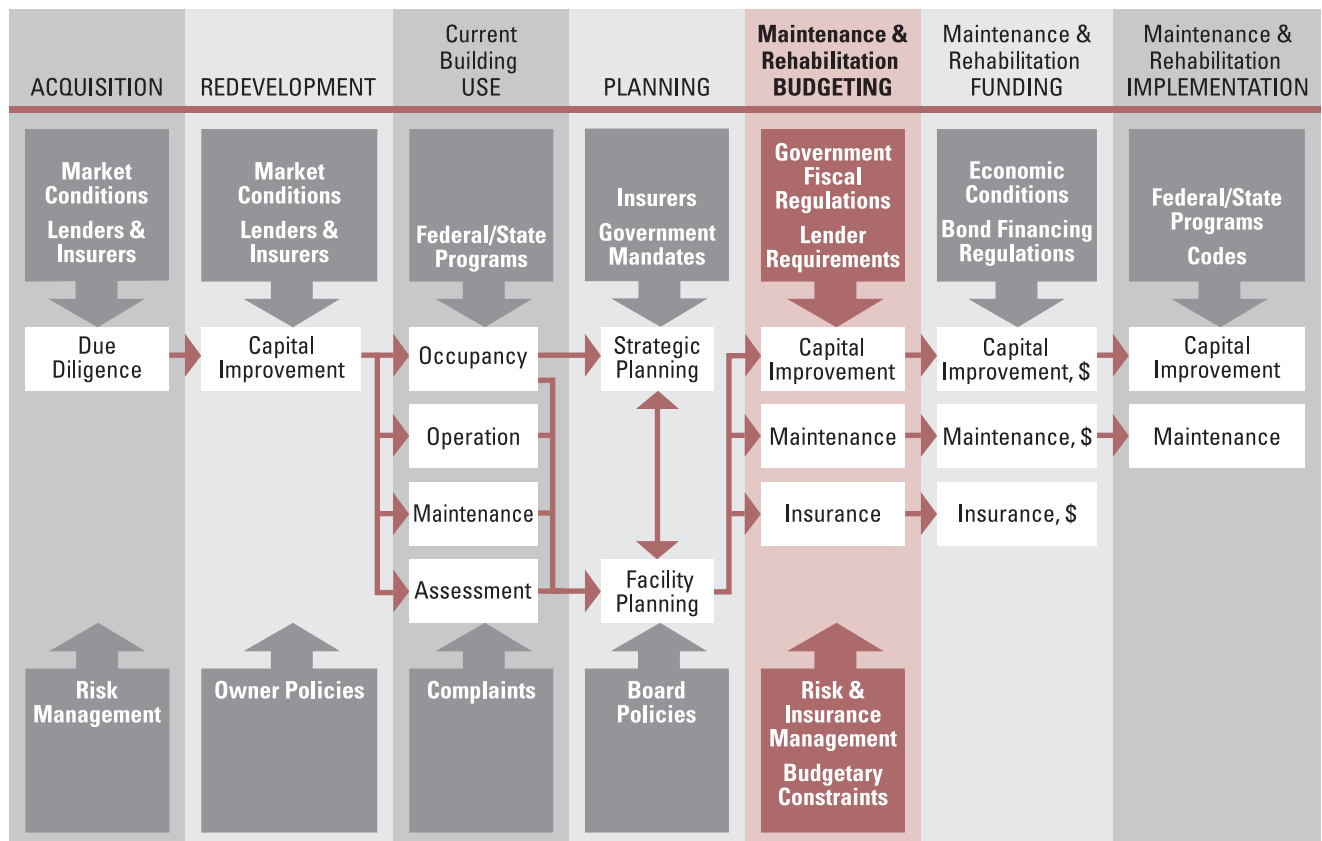 ACQUISITION
REDEVELOPMENT
Current
Building
USE
PLANNING
Maintenance &
Rehabilitation
BUDGETING
Maintenance &
Rehabilitation
FUNDING
Maintenance &
Rehabilitation
IMPLEMENTATION
Market
Conditions
Lenders &
Insurers
Market
Conditions
Lenders &
Insurers
Federal/State
Programs
Insurers
Government
Mandates
Government
Fiscal
Regulations
Lender
Requirements
Economic
Conditions
Bond Financing
Regulations
Federal/State
Programs
Codes
Due
Diligence
Capital
Improvement
Occupancy
Strategic
Planning
Capital
Improvement
Capital
Improvement, $
Capital
Improvement
Operation
Maintenance
Maintenance, $
Maintenance
Maintenance
Insurance
Insurance, $
Assessment
Facility
Planning
Risk
Management
Owner Policies
Complaints
Board
Policies
Risk &
Insurance
Management
Budgetary
Constraints